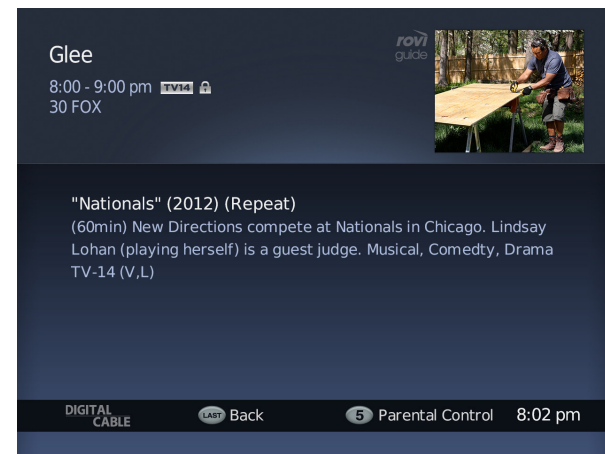 Glee
rovi
guide
8:00 - 9:00 pm TV14
30 FOX
"Nationals" (2012) (Repeat)
(60min) New Directions compete at Nationals in Chicago. Lindsay
Lohan (playing herself) is a guest judge. Musical, Comedty, Drama
TV-14 (V,L)
DIGITAL
CABLE
LAST Back
5 Parental Control
8:02 pm